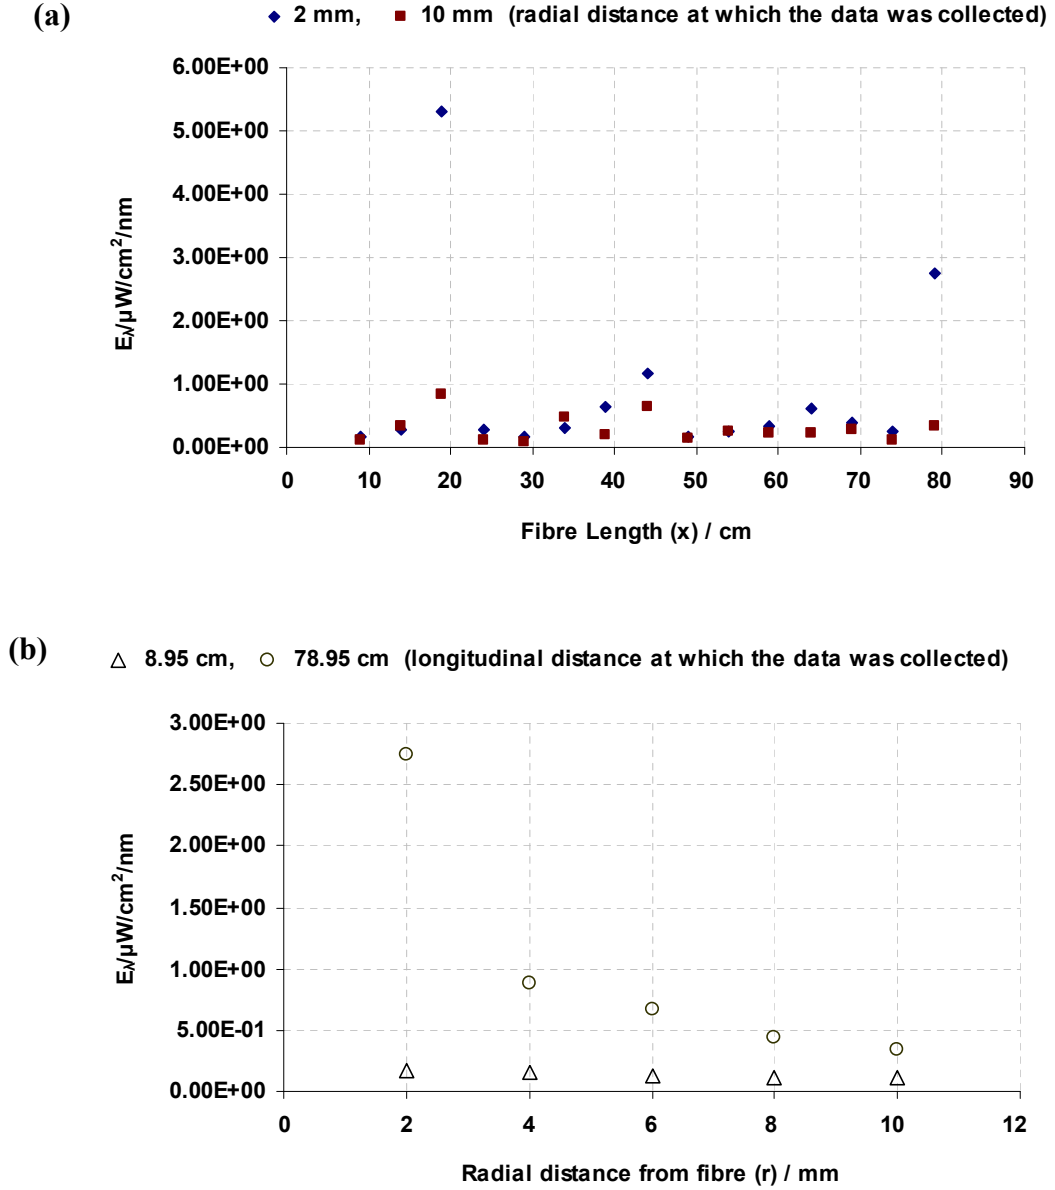 (a)
2 mm, 10 mm (radial distance at which the data was collected)
6.00E+00
5.00E+00
4.00E+00
3.00E+00
2.00E+00
1.00E+00
0.00E+00
Eλ/µW/cm²/nm
0 10 20 30 40 50 60 70 80 90
Fibre Length (x) / cm
(b)
8.95 cm, 78.95 cm (longitudinal distance at which the data was collected)
3.00E+00
2.50E+00
2.00E+00
1.50E+00
1.00E+00
5.00E-01
0.00E+00
Eλ/µW/cm²/nm
0 2 4 6 8 10 12
Radial distance from fibre (r) / mm